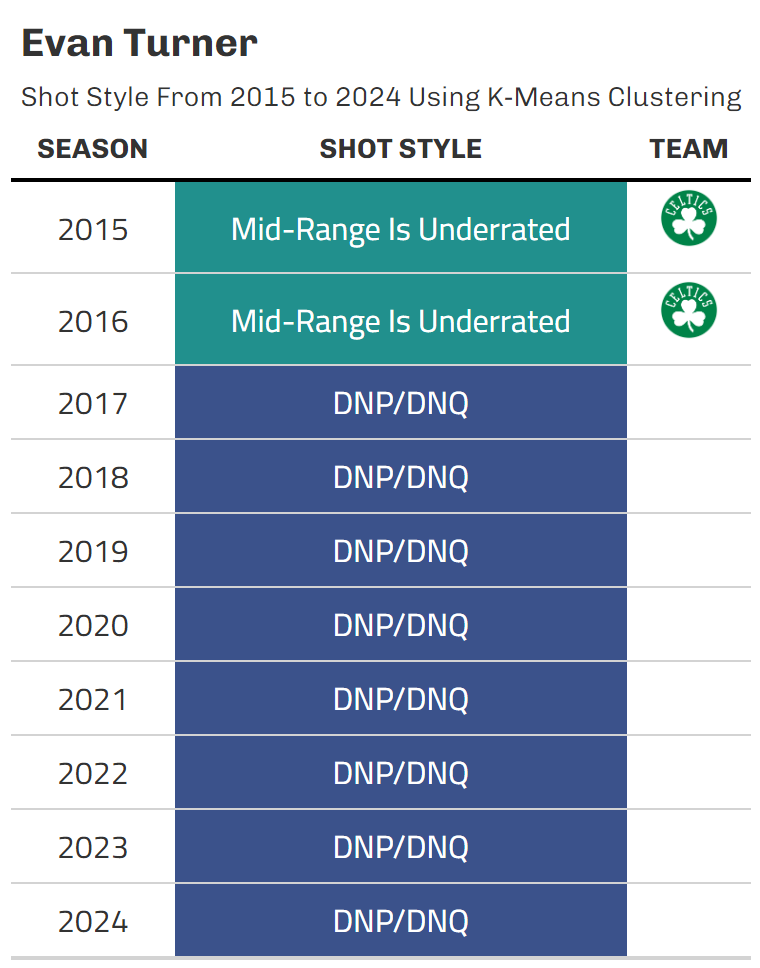 Evan Turner
Shot Style From 2015 to 2024 Using K-Means Clustering
SEASON SHOT STYLE TEAM
2015 Mid-Range Is Underrated CELTICS
2016 Mid-Range Is Underrated CELTICS
2017 DNP/DNQ
2018 DNP/DNQ
2019 DNP/DNQ
2020 DNP/DNQ
2021 DNP/DNQ
2022 DNP/DNQ
2023 DNP/DNQ
2024 DNP/DNQ